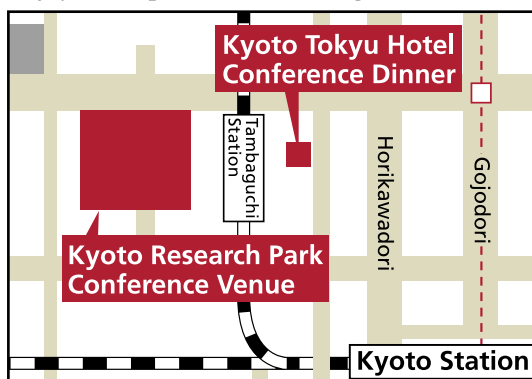 Kyoto Tokyu Hotel
Conference Dinner
Tambaguchi
Station
Horikawadori
Gojodori
Kyoto Research Park
Conference Venue
Kyoto Station